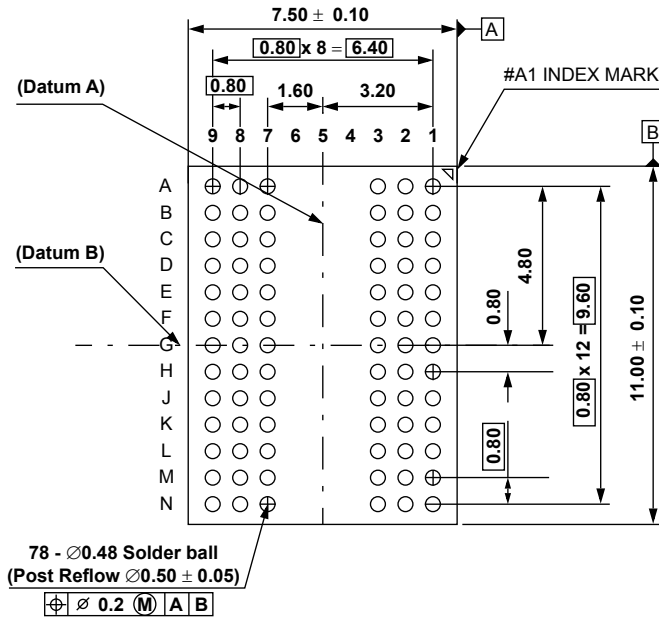 7.50 ± 0.10
A
0.80 x 8 = 6.40
(Datum A)
0.80
1.60
3.20
#A1 INDEX MARK
9 8 7 6 5 4 3 2 1
B
A
B
C
D
(Datum B)
E
F
G
H
J
K
L
M
N
4.80
0.80
0.80
0.80 x 12 = 9.60
11.00 ± 0.10
78 - ∅0.48 Solder ball
(Post Reflow ∅0.50 ± 0.05)
⌖ ∅ 0.2 Ⓜ A B